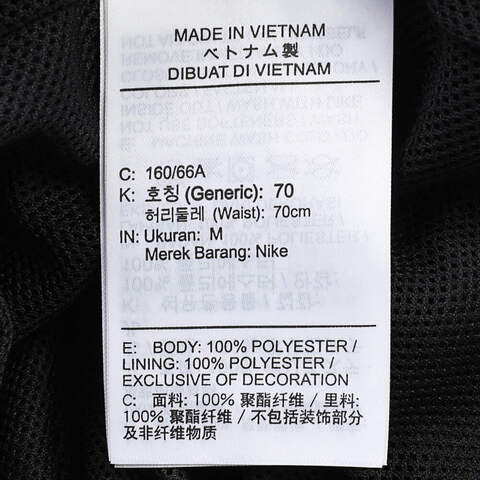 MADE IN VIETNAM
ベトナム製
DIBUAT DI VIETNAM
C: 160/66A
K: 호칭 (Generic): 70
허리둘레 (Waist): 70cm
IN: Ukuran: M
Merek Barang: Nike
E: BODY: 100% POLYESTER /
LINING: 100% POLYESTER /
EXCLUSIVE OF DECORATION
C: 面料: 100% 聚酯纤维 / 里料:
100% 聚酯纤维 / 不包括装饰部分
及非纤维物质